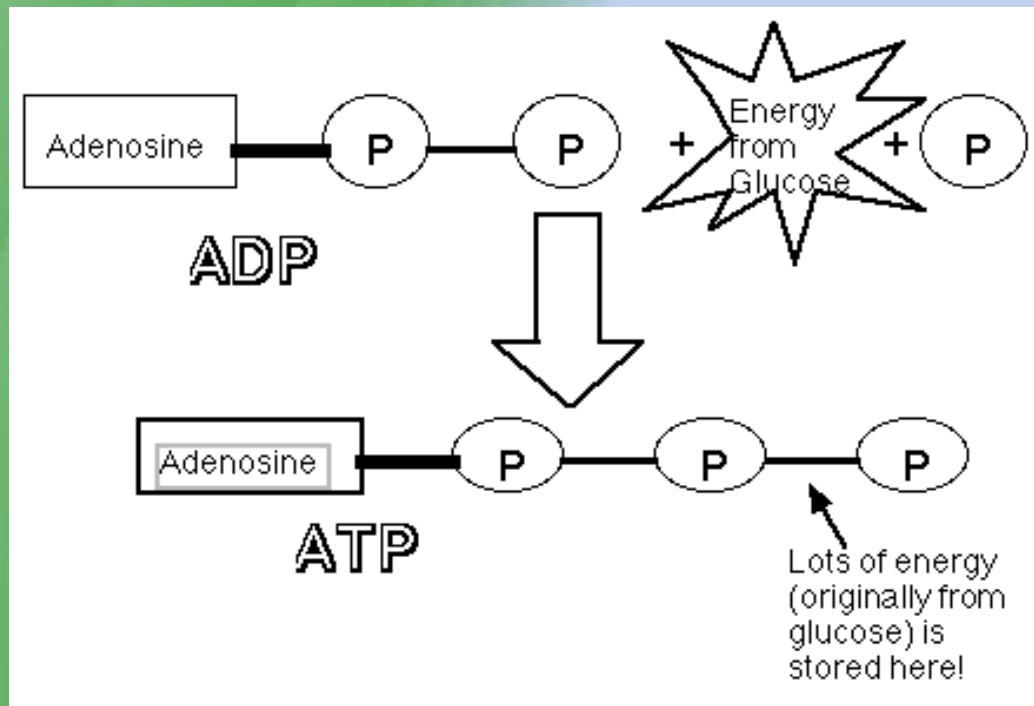 Adenosine
P
P
+
Energy
from
Glucose
+
P
ADP
Adenosine
P
P
P
ATP
Lots of energy
(originally from
glucose) is
stored here!